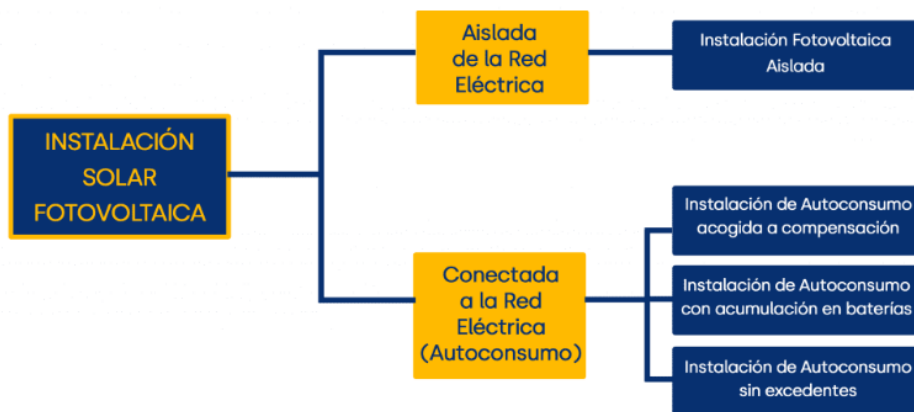 INSTALACIÓN
SOLAR
FOTOVOLTAICA
Aislada
de la Red
Eléctrica
Instalación Fotovoltaica
Aislada
Conectada
a la Red
Eléctrica
(Autoconsumo)
Instalación de Autoconsumo
acogida a compensación
Instalación de Autoconsumo
con acumulación en baterías
Instalación de Autoconsumo
sin excedentes